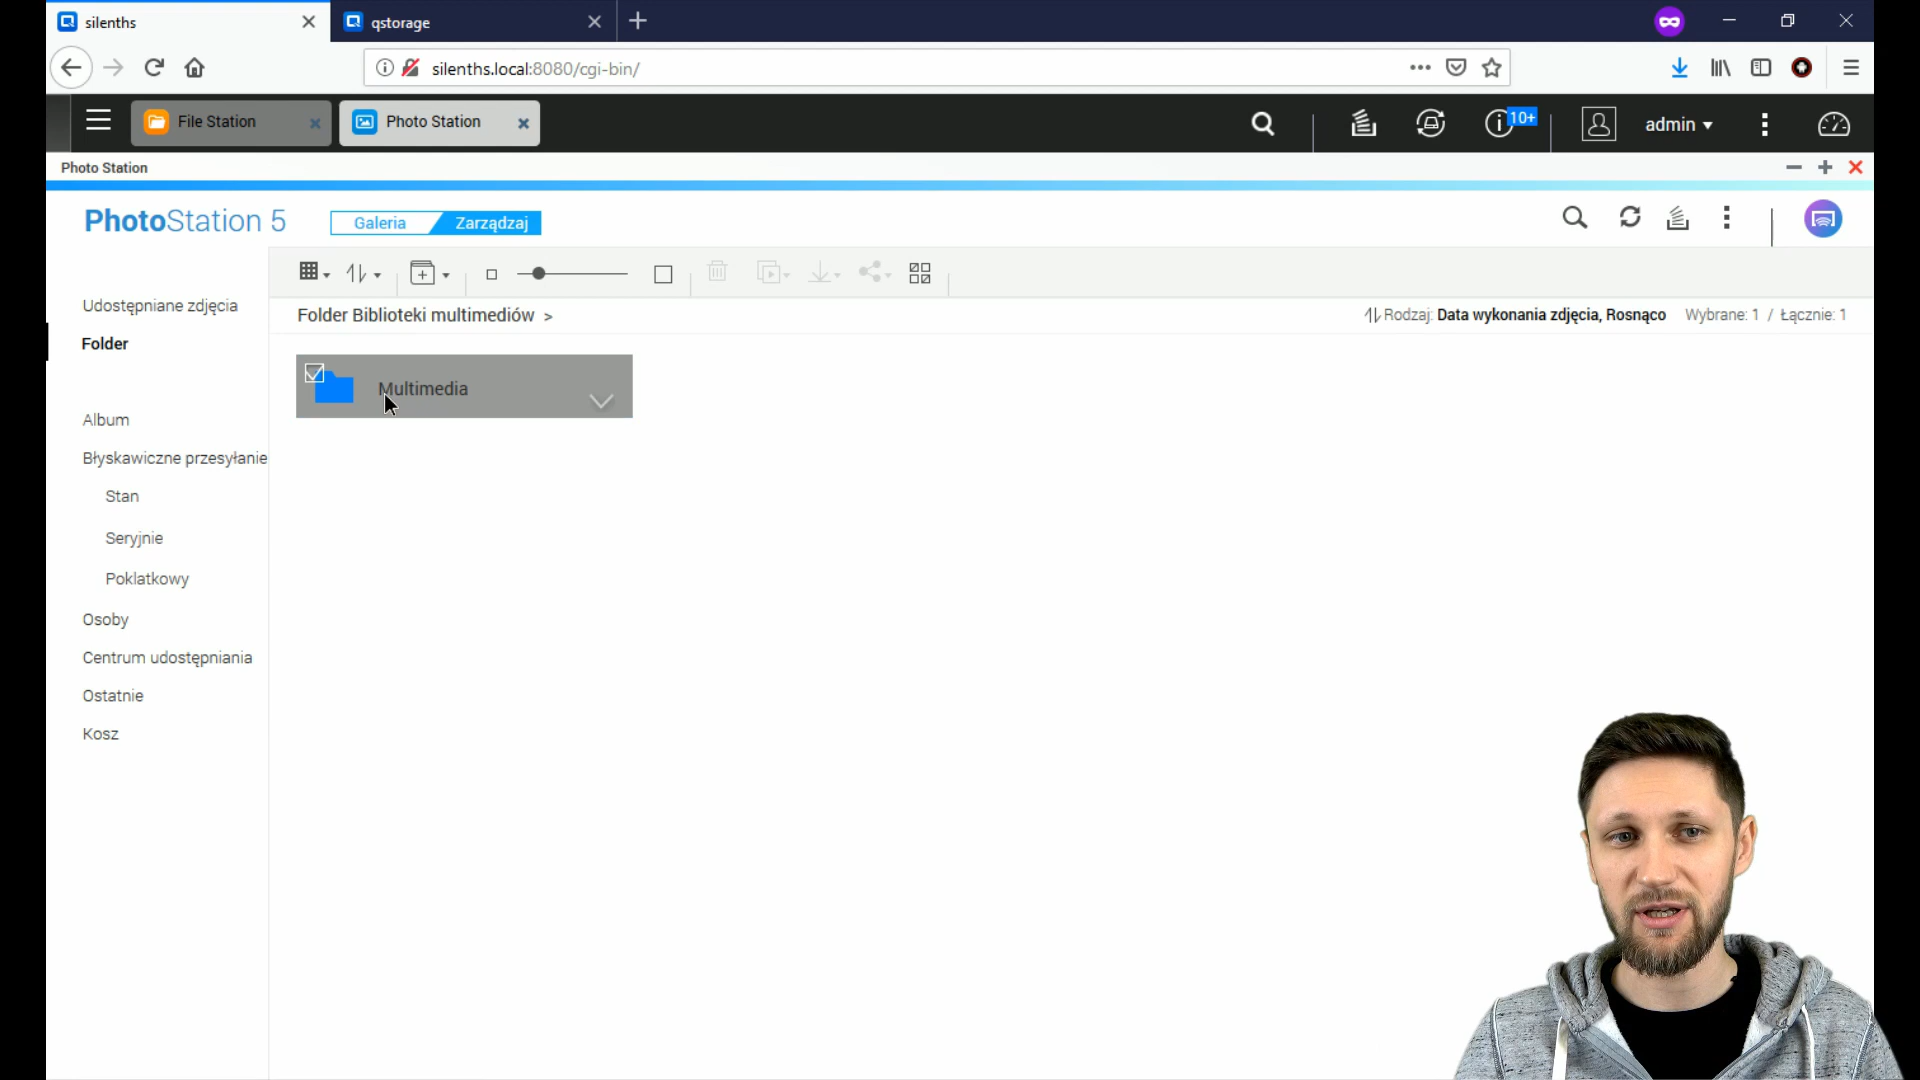 silenths
qstorage
silenths.local:8080/cgi-bin/
File Station
Photo Station
10+
admin
Photo Station
PhotoStation 5
Galeria
Zarządzaj
Folder Biblioteki multimediów >
Rodzaj: Data wykonania zdjęcia, Rosnąco
Wybrane: 1 / Łącznie: 1
Udostępniane zdjęcia
Folder
Album
Błyskawiczne przesyłanie
Stan
Seryjnie
Poklatkowy
Osoby
Centrum udostępniania
Ostatnie
Kosz
Multimedia